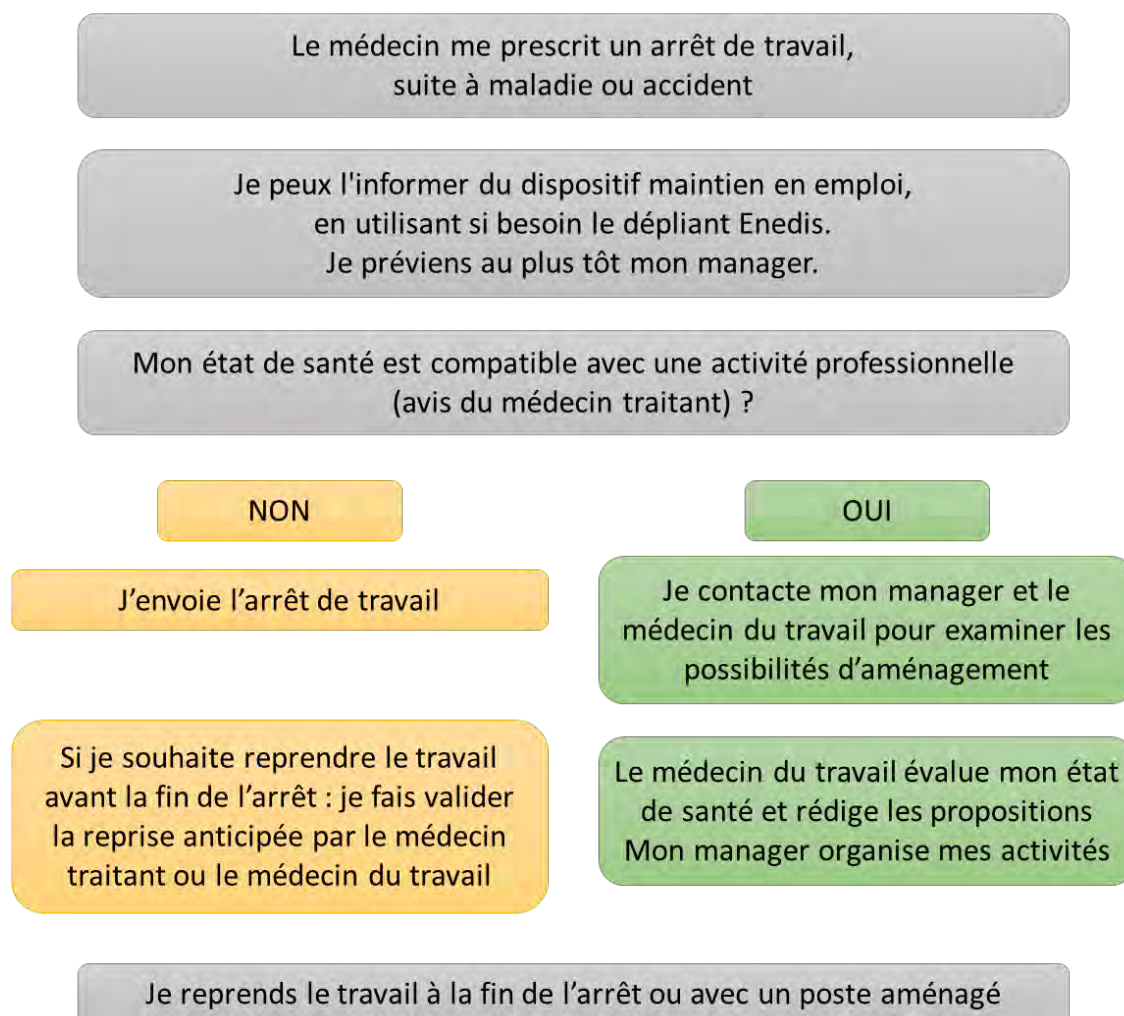 Le médecin me prescrit un arrêt de travail,
suite à maladie ou accident
Je peux l'informer du dispositif maintien en emploi,
en utilisant si besoin le dépliant Enedis.
Je préviens au plus tôt mon manager.
Mon état de santé est compatible avec une activité professionnelle
(avis du médecin traitant) ?
NON
J’envoie l’arrêt de travail
Si je souhaite reprendre le travail
avant la fin de l’arrêt : je fais valider
la reprise anticipée par le médecin
traitant ou le médecin du travail
OUI
Je contacte mon manager et le
médecin du travail pour examiner les
possibilités d’aménagement
Le médecin du travail évalue mon état
de santé et rédige les propositions
Mon manager organise mes activités
Je reprends le travail à la fin de l’arrêt ou avec un poste aménagé